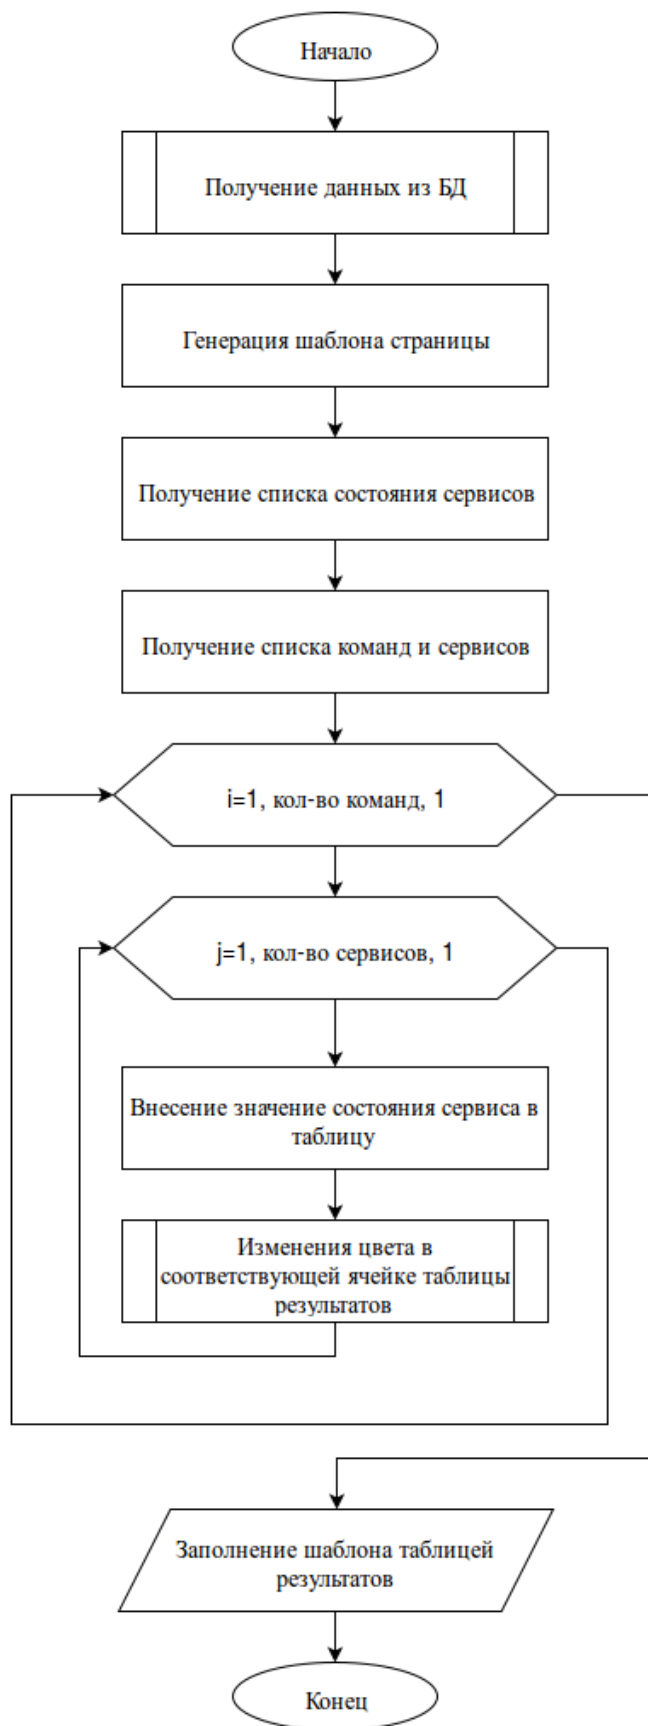 Начало
Получение данных из БД
Генерация шаблона страницы
Получение списка состояния сервисов
Получение списка команд и сервисов
i=1, кол-во команд, 1
j=1, кол-во сервисов, 1
Внесение значение состояния сервиса в
таблицу
Изменения цвета в
соответствующей ячейке таблицы
результатов
Заполнение шаблона таблицей
результатов
Конец